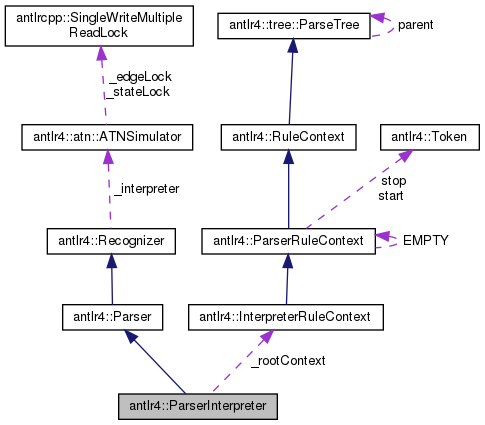 antlrcpp::SingleWriteMultiple
ReadLock
antlr4::tree::ParseTree
parent
_edgeLock
_stateLock
antlr4::atn::ATNSimulator
antlr4::RuleContext
antlr4::Token
_interpreter
stop
start
antlr4::Recognizer
antlr4::ParserRuleContext
EMPTY
antlr4::Parser
antlr4::InterpreterRuleContext
_rootContext
antlr4::ParserInterpreter